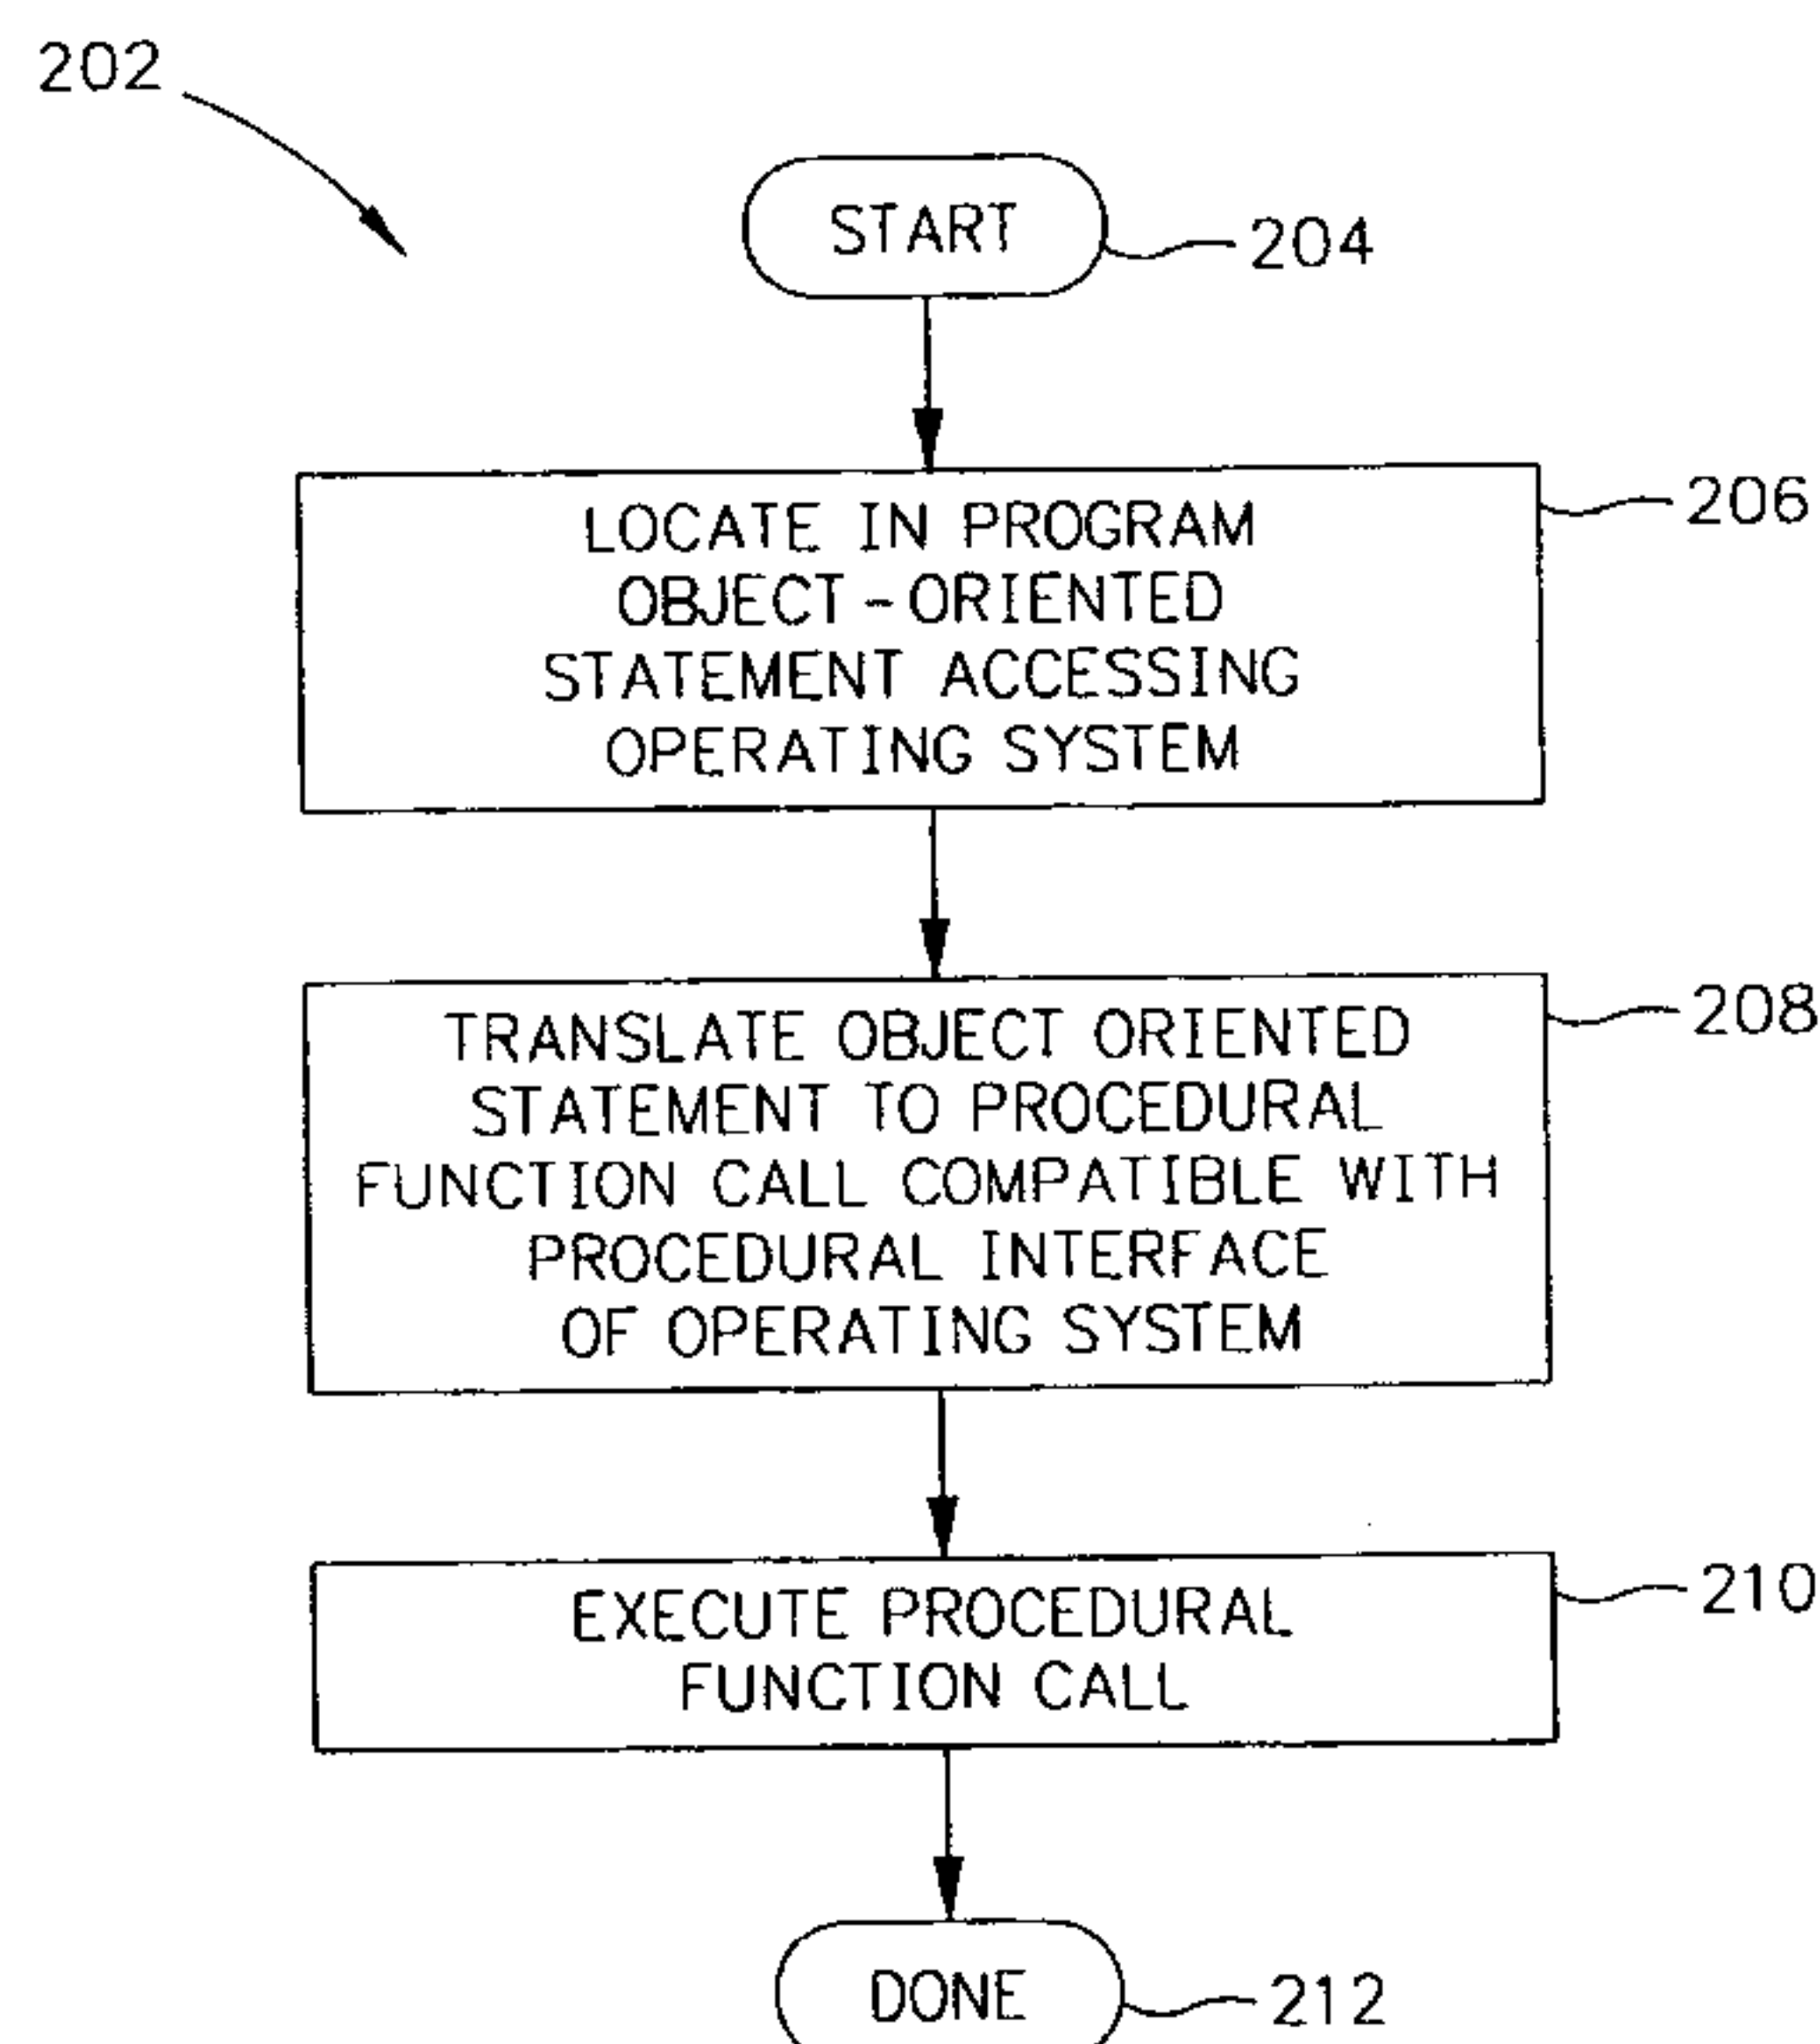 202
START
204
LOCATE IN PROGRAM
OBJECT-ORIENTED
STATEMENT ACCESSING
OPERATING SYSTEM
206
TRANSLATE OBJECT ORIENTED
STATEMENT TO PROCEDURAL
FUNCTION CALL COMPATIBLE WITH
PROCEDURAL INTERFACE
OF OPERATING SYSTEM
208
EXECUTE PROCEDURAL
FUNCTION CALL
210
DONE
212